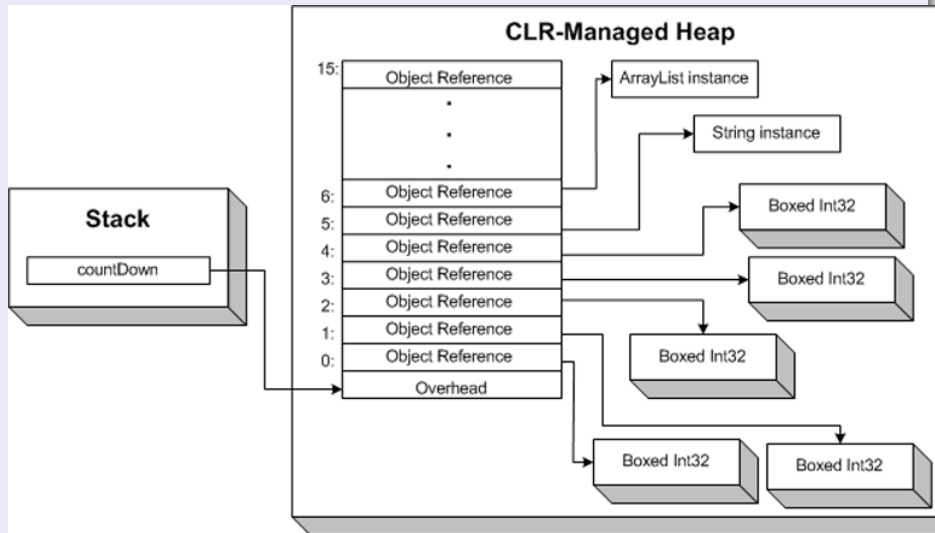 CLR-Managed Heap
15:
Object Reference
.
.
.
ArrayList instance
String instance
6:
Object Reference
5:
Object Reference
4:
Object Reference
3:
Object Reference
2:
Object Reference
1:
Object Reference
0:
Object Reference
Overhead
Stack
countDown
Boxed Int32
Boxed Int32
Boxed Int32
Boxed Int32
Boxed Int32